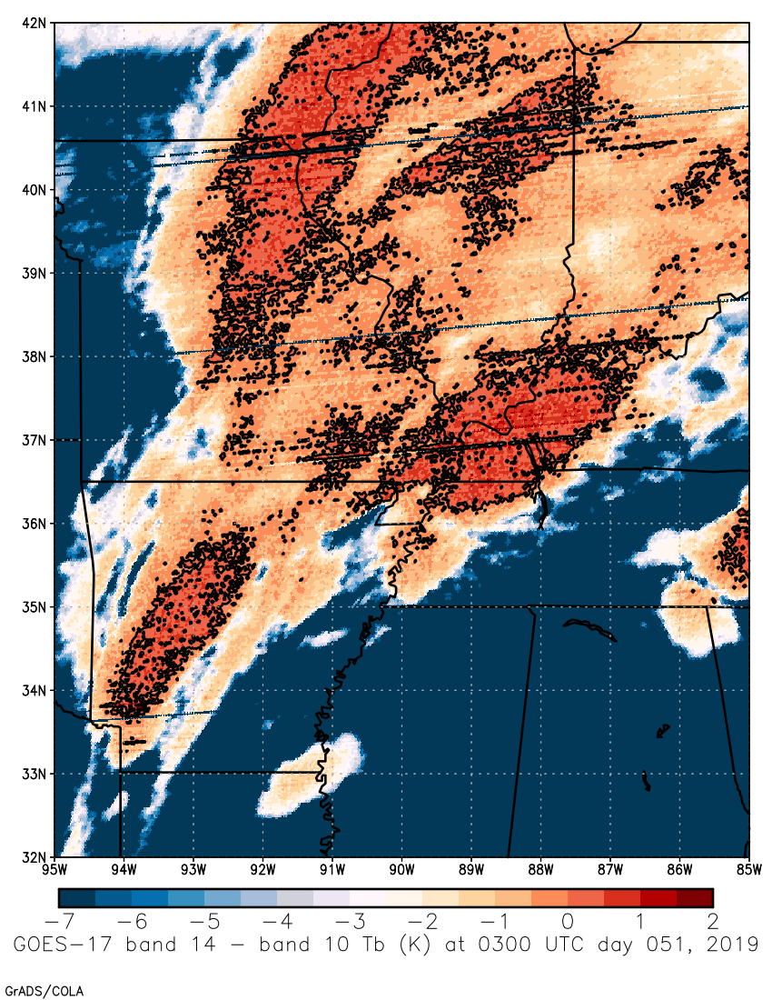 42N
41N
40N
39N
38N
37N
36N
35N
34N
33N
32N
95W 94W 93W 92W 91W 90W 89W 88W 87W 86W 85W
−7 −6 −5 −4 −3 −2 −1 0 1 2
GOES−17 band 14 − band 10 Tb (K) at 0300 UTC day 051, 2019
GrADS/COLA